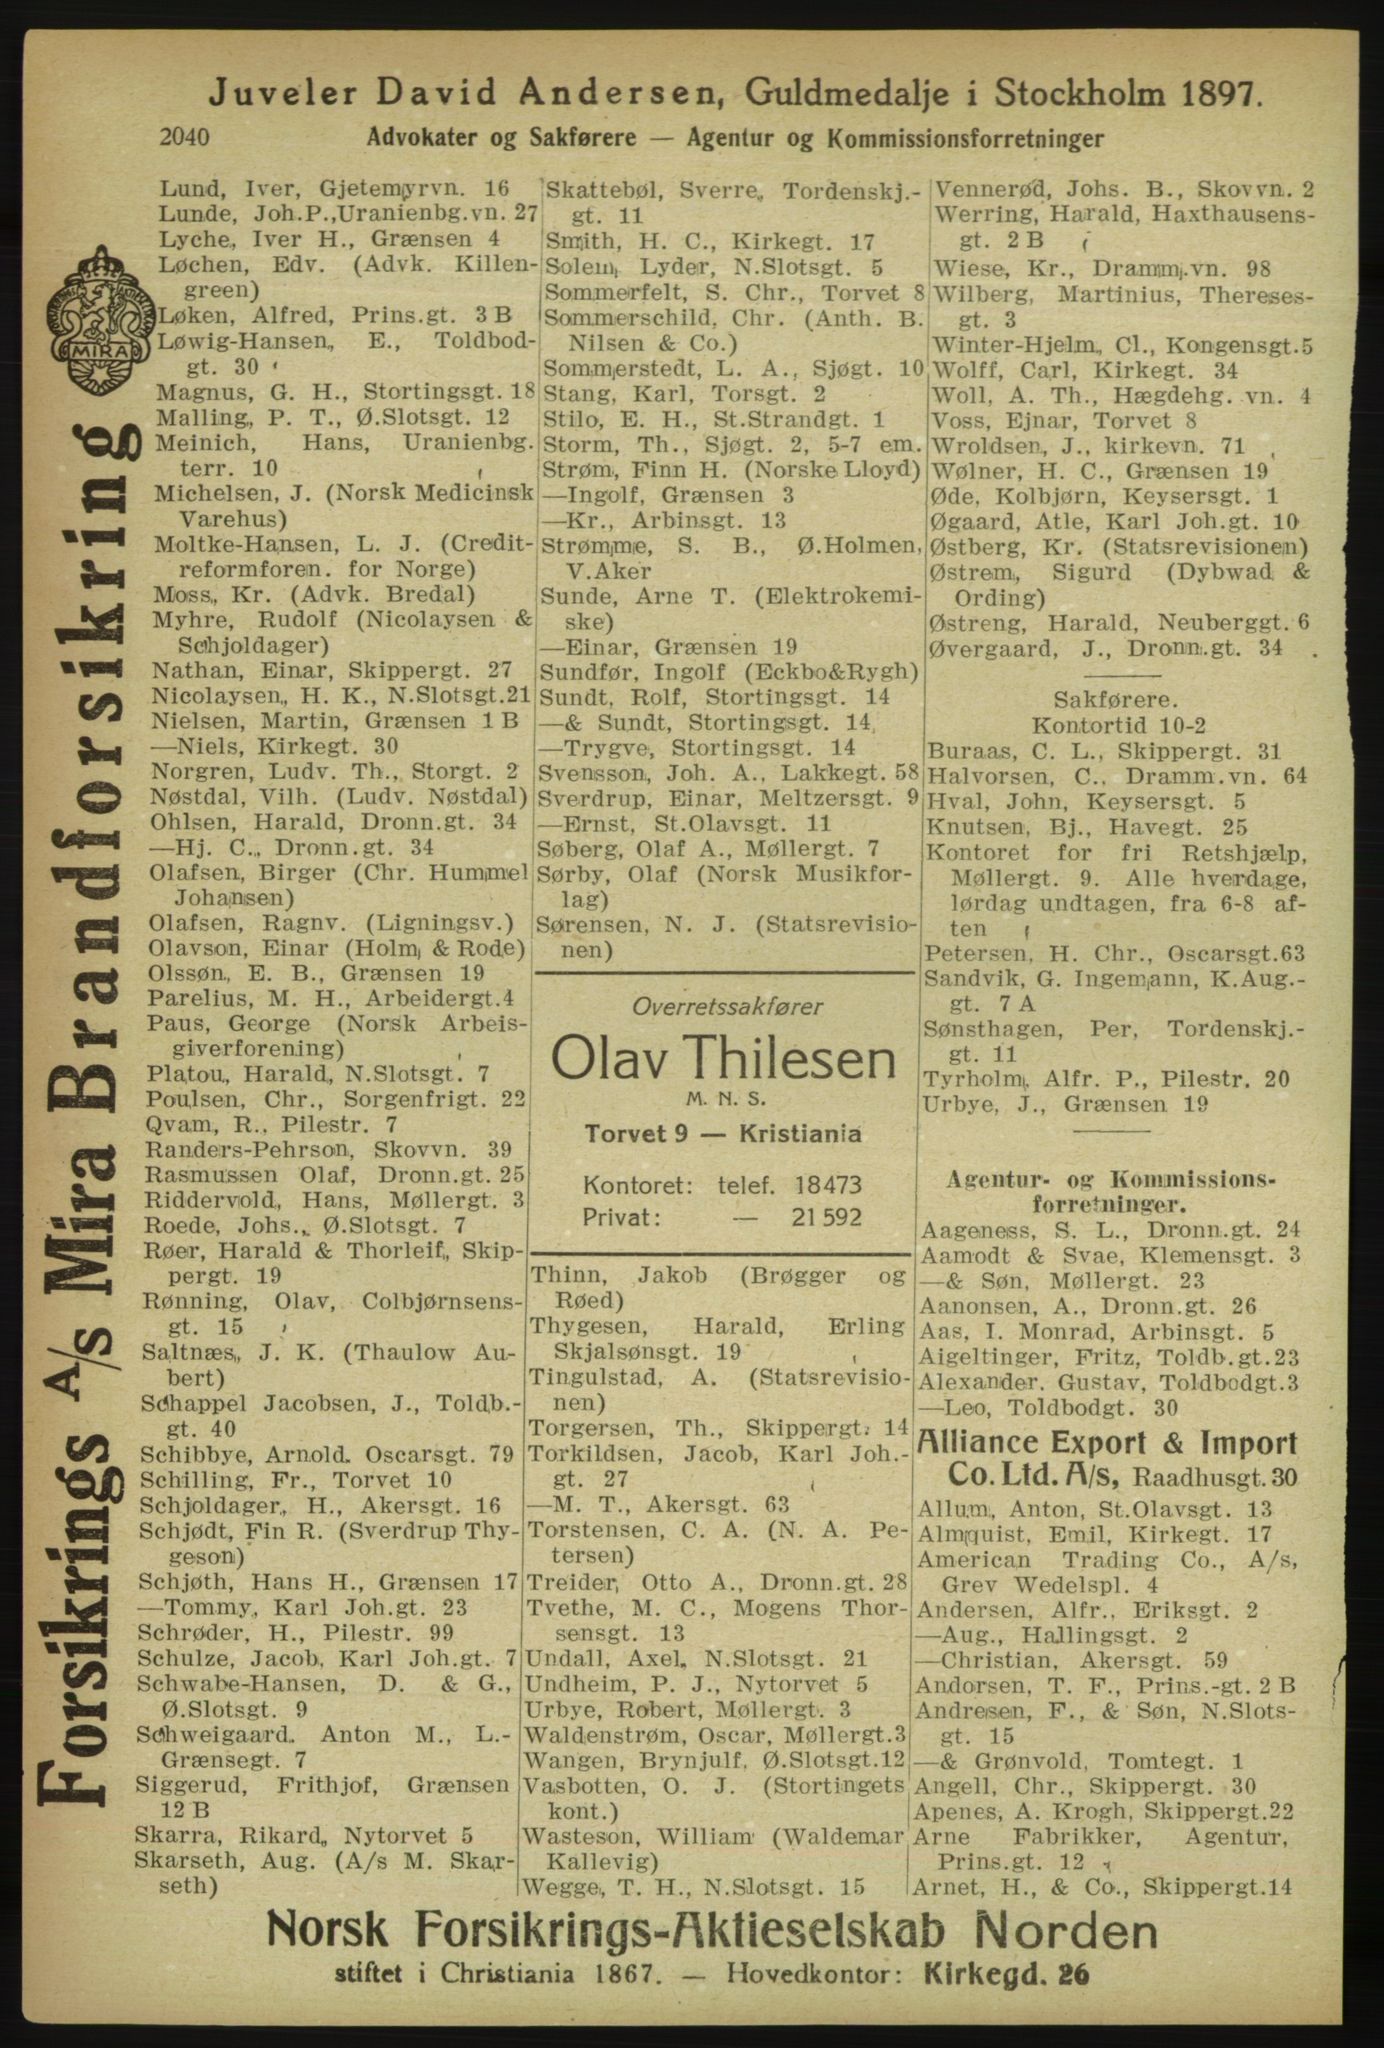 Juveler David Andersen, Guldmedalje i Stockholm 1897.
2040 Advokater og Sakførere — Agentur og Kommissionsforretninger
MIRA
Forsikrings A/s Mira Brandforsikring
Lund, Iver, Gjetemyrvn. 16
Lunde, Joh.P.,Uranienbg.vn. 27
Lyche, Iver H., Grænsen 4
Løchen, Edv. (Advk. Killen-
green)
Løken, Alfred, Prins.gt. 3 B
Løwig-Hansen, E., Toldbod-
gt. 30
Magnus, G. H., Stortingsgt. 18
Malling, P. T., Ø.Slotsgt. 12
Meinich, Hans, Uranienbg.
terr. 10
Michelsen, J. (Norsk Medicinsk
Varehus)
Moltke-Hansen, L. J. (Credit-
reformforen. for Norge)
Moss, Kr. (Advk. Bredal)
Myhre, Rudolf (Nicolaysen &
Schjoldager)
Nathan, Einar, Skippergt. 27
Nicolaysen, H. K., N.Slotsgt.21
Nielsen, Martin, Grænsen 1 B
—Niels, Kirkegt. 30
Norgren, Ludv. Th., Storgt. 2
Nøstdal, Vilh. (Ludv. Nøstdal)
Ohlsen, Harald, Dronn.gt. 34
—Hj. C., Dronn.gt. 34
Olafsen, Birger (Chr. Hummel
Johansen)
Olafsen, Ragnv. (Ligningsv.)
Olavson, Einar (Holm & Rode)
Olssøn, E. B., Grænsen 19
Parelius, M. H., Arbeidergt.4
Paus, George (Norsk Arbeis-
giverforening)
Platou, Harald, N.Slotsgt. 7
Poulsen, Chr., Sorgenfrigt. 22
Qvam, R., Pilestr. 7
Randers-Pehrson, Skovvn. 39
Rasmussen Olaf, Dronn.gt. 25
Riddervold, Hans, Møllergt. 3
Roede, Johs., Ø.Slotsgt. 7
Røer, Harald & Thorleif, Skip-
pergt. 19
Rønning, Olav, Colbjørnsens-
gt. 15
Saltnæs, J. K. (Thaulow Au-
bert)
Schappel Jacobsen, J., Toldb.-
gt. 40
Schibbye, Arnold. Oscarsgt. 79
Schilling, Fr., Torvet 10
Schjoldager, H., Akersgt. 16
Schjødt, Fin R. (Sverdrup Thy-
geson)
Schjøth, Hans H., Grænsen 17
—Tommy, Karl Joh.gt. 23
Schrøder, H., Pilestr. 99
Schulze, Jacob, Karl Joh.gt. 7
Schwabe-Hansen, D. & G.,
Ø.Slotsgt. 9
Schweigaard. Anton M., L.-
Grænsegt. 7
Siggerud, Frithjof, Grænsen
12 B
Skarra, Rikard, Nytorvet 5
Skarseth, Aug. (A/s M. Skar-
seth)
Skattebøl, Sverre, Tordenskj.-
gt. 11
Smith, H. C., Kirkegt. 17
Solem, Lyder, N.Slotsgt. 5
Sommerfelt, S. Chr., Torvet 8
Sommerschild, Chr. (Anth. B.
Nilsen & Co.)
Sommerstedt, L. A., Sjøgt. 10
Stang, Karl, Torsgt. 2
Stilo, E. H., St.Strandgt. 1
Storm, Th., Sjøgt. 2, 5-7 em.
Strøm, Finn H. (Norske Lloyd)
—Ingolf, Grænsen 3
—Kr., Arbinsgt. 13
Strømme, S. B., Ø.Holmen,
V.Aker
Sunde, Arne T. (Elektrokemi-
ske)
—Einar, Grænsen 19
Sundfør, Ingolf (Eckbo&Rygh)
Sundt, Rolf, Stortingsgt. 14
—& Sundt, Stortingsgt. 14
—Trygve, Stortingsgt. 14
Svensson, Joh. A., Lakkegt. 58
Sverdrup, Einar, Meltzersgt. 9
—Ernst, St.Olavsgt. 11
Søberg, Olaf A., Møllergt. 7
Sørby, Olaf (Norsk Musikfor-
lag)
Sørensen, N. J. (Statsrevisio-
nen)
Overretssakfører
Olav Thilesen
M. N. S.
Torvet 9 — Kristiania
Kontoret: telef. 18473
Privat: — 21592
Thinn, Jakob (Brøgger og
Røed)
Thygesen, Harald, Erling
Skjalsønsgt. 19
Tingulstad, A. (Statsrevisio-
nen)
Torgersen, Th., Skippergt. 14
Torkildsen, Jacob, Karl Joh.-
gt. 27
—M. T., Akersgt. 63
Torstensen, C. A. (N. A. Pe-
tersen)
Treider, Otto A., Dronn.gt. 28
Tvethe, M. C., Mogens Thor-
sensgt. 13
Undall, Axel, N.Slotsgt. 21
Undheim, P. J., Nytorvet 5
Urbye, Robert, Møllergt. 3
Waldenstrøm, Oscar, Møllergt.3
Wangen, Brynjulf, Ø.Slotsgt.12
Vasbotten, O. J. (Stortingets
kont.)
Wasteson, William (Waldemar
Kallevig)
Wegge, T. H., N.Slotsgt. 15
Vennerød, Johs. B., Skovvn. 2
Werring, Harald, Haxthausens-
gt. 2 B
Wiese, Kr., Dramm.vn. 98
Wilberg, Martinius, Thereses-
gt. 3
Winter-Hjelm, Cl., Kongensgt.5
Wolff, Carl, Kirkegt. 34
Woll, A. Th., Hægdehg. vn. 4
Voss, Ejnar, Torvet 8
Wroldsen, J., kirkevn. 71
Wølner, H. C., Grænsen 19
Øde, Kolbjørn, Keysersgt. 1
Øgaard, Atle, Karl Joh.gt. 10
Østberg, Kr. (Statsrevisionen)
Østrem, Sigurd (Dybwad &
Ording)
Østreng, Harald, Neuberggt. 6
Øvergaard, J., Dronn.gt. 34
Sakførere.
Kontortid 10-2
Buraas, C. L., Skippergt. 31
Halvorsen, C., Dramm.vn. 64
Hval, John, Keysersgt. 5
Knutsen, Bj., Havegt. 25
Kontoret for fri Retshjælp,
Møllergt. 9. Alle hverdage,
lørdag undtagen, fra 6-8 af-
ten
Petersen, H. Chr., Oscarsgt.63
Sandvik, G. Ingemann, K.Aug.-
gt. 7 A
Sønsthagen, Per, Tordenskj.-
gt. 11
Tyrholm, Alfr. P., Pilestr. 20
Urbye, J., Grænsen 19
Agentur- og Kommissions-
forretninger.
Aageness, S. L., Dronn.gt. 24
Aamodt & Svae, Klemensgt. 3
—& Søn, Møllergt. 23
Aanonsen, A., Dronn.gt. 26
Aas, I. Monrad, Arbinsgt. 5
Aigeltinger, Fritz, Toldb.gt.23
Alexander. Gustav, Toldbodgt.3
—Leo, Toldbodgt. 30
Alliance Export & Import
Co. Ltd. A/s, Raadhusgt. 30
Allum, Anton, St.Olavsgt. 13
Almquist, Emil, Kirkegt. 17
American Trading Co., A/s,
Grev Wedelspl. 4
Andersen, Alfr., Eriksgt. 2
—Aug., Hallingsgt. 2
—Christian, Akersgt. 59
Andorsen, T. F., Prins.-gt. 2 B
Andresen, F., & Søn, N.Slots-
gt. 15
—& Grønvold, Tomtegt. 1
Angell, Chr., Skippergt. 30
Apenes, A. Krogh, Skippergt.22
Arne Fabrikker, Agentur,
Prins.gt. 12
Arnet, H., & Co., Skippergt.14
Norsk Forsikrings-Aktieselskab Norden
stiftet i Christiania 1867. — Hovedkontor: Kirkegd. 26